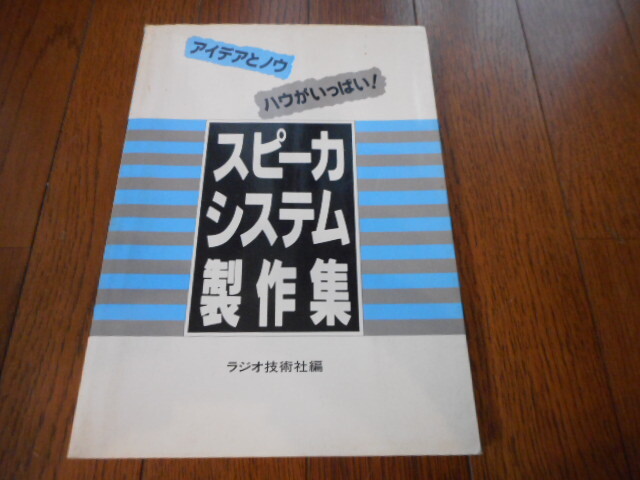 アイデアとノウ
ハウがいっぱい!
スピーカ
システム
製作集
ラジオ技術社編